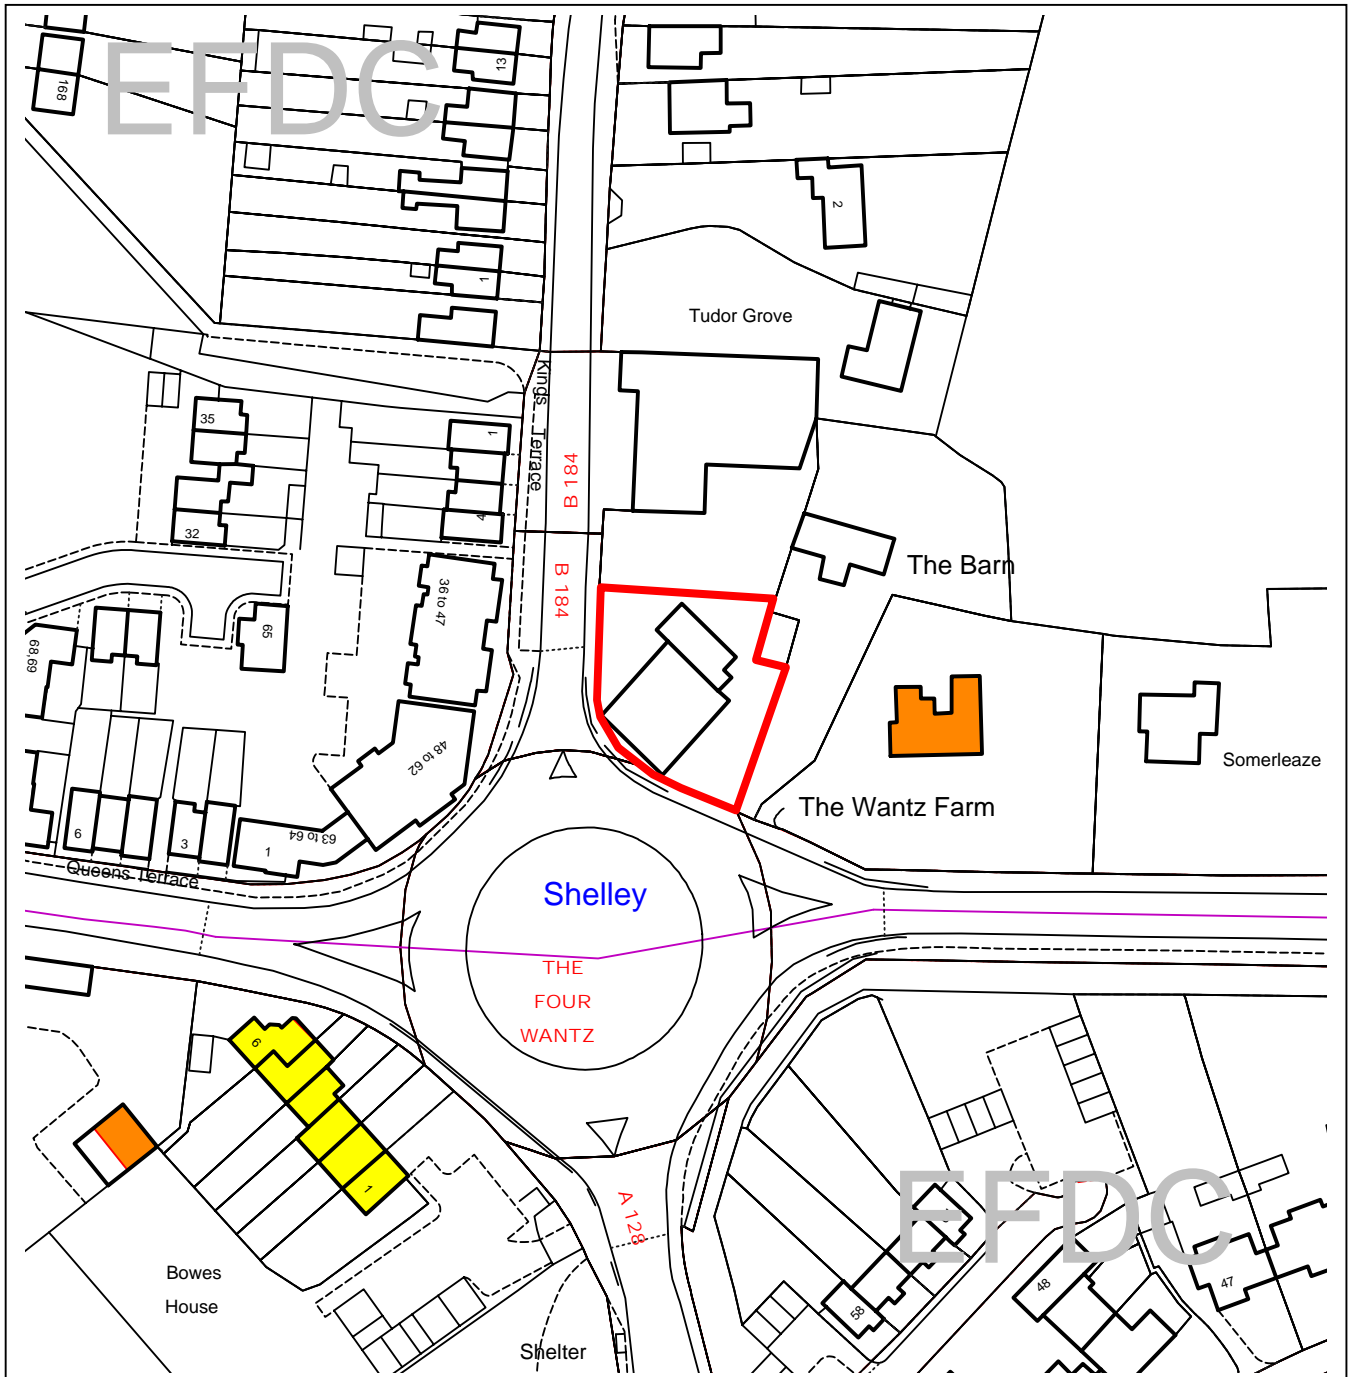 EFDC
168
13
2
1
Tudor Grove
Kings Terrace
35
1
B 184
4
32
The Barn
B 184
36 to 47
65
68,69
48 to 62
Somerleaze
The Wantz Farm
6
3
1
63 to 64
Queens Terrace
Shelley
THE
FOUR
WANTZ
6
1
EFDC
A 128
Bowes
House
48
47
58
Shelter